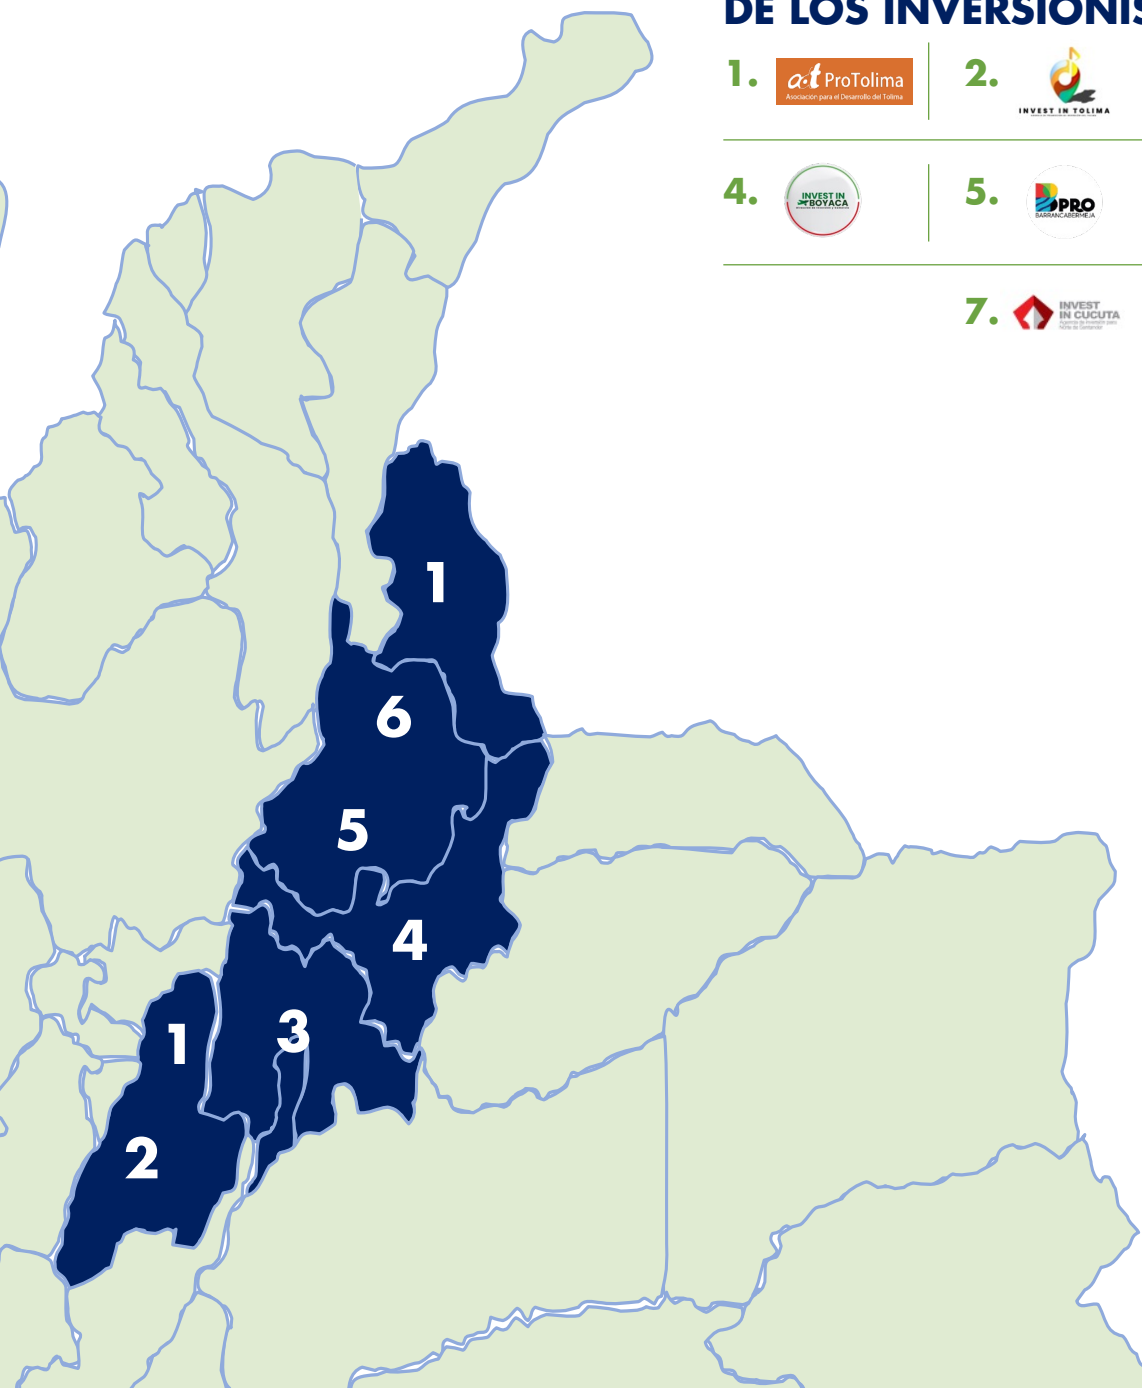 DE LOS INVERSIONIS
1.
ProTolima
Asociación para el Desarrollo del Tolima
2.
INVEST IN TOLIMA
4.
INVEST IN
BOYACA
5.
BPRO
BARRANCABERMEJA
7.
INVEST
IN CUCUTA
1
6
5
4
1
3
2